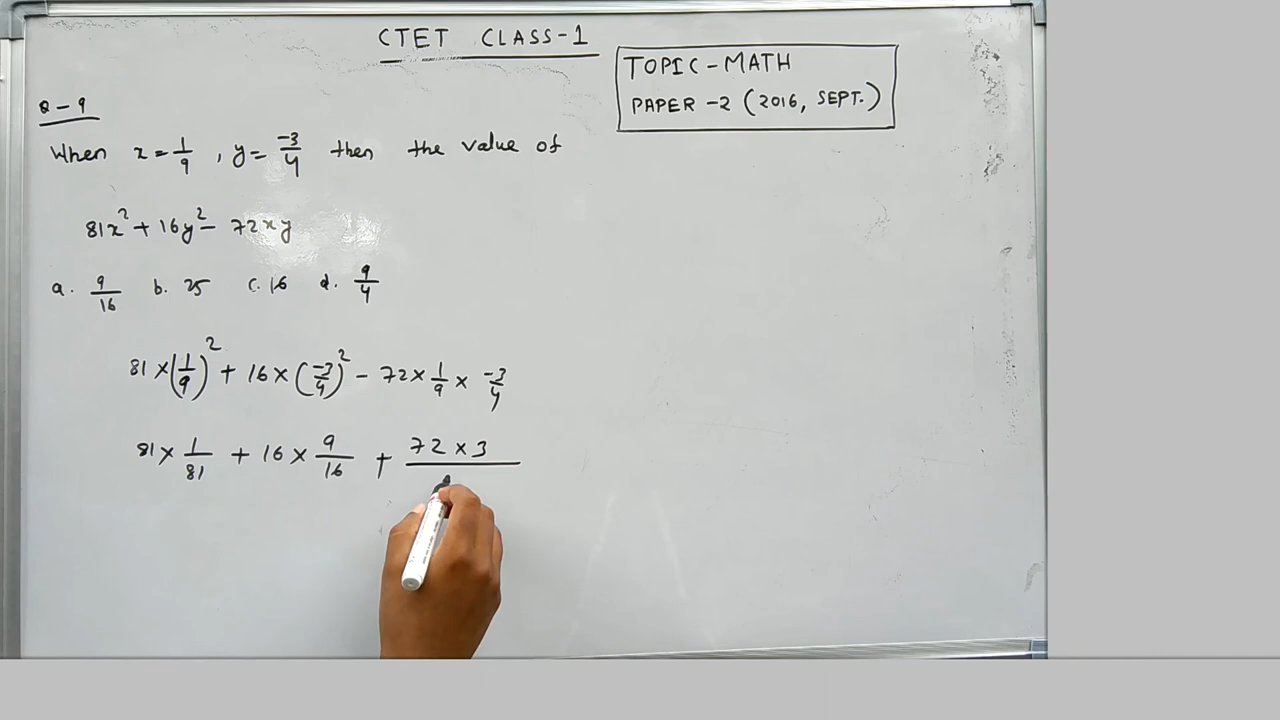 CTET CLASS-1
TOPIC-MATH
PAPER-2 (2016, SEPT.)
Q-9
When x = 1/9, y = -3/4 then the value of
81x² + 16y² - 72xy
a. 9/16 b. 25 c. 16 d. 9/4
81 × (1/9)² + 16 × (-3/4)² - 72 × 1/9 × -3/4
81 × 1/81 + 16 × 9/16 + 72 × 3